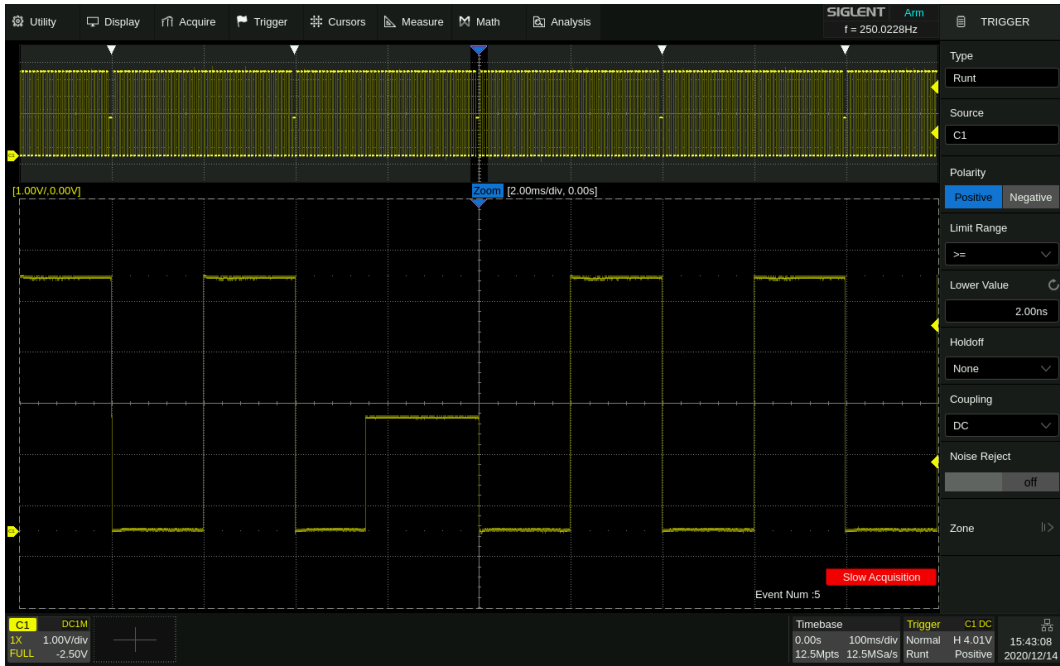 Utility Display Acquire Trigger Cursors Measure Math Analysis
SIGLENT Arm
f = 250.0228Hz
TRIGGER
Type
Runt
Source
C1
Polarity
Positive Negative
Limit Range
>=
Lower Value
2.00ns
Holdoff
None
Coupling
DC
Noise Reject
off
Zone
[1.00V/,0.00V]
Zoom [2.00ms/div, 0.00s]
Slow Acquisition
Event Num :5
C1 DC1M
1X 1.00V/div
FULL -2.50V
Timebase
0.00s 100ms/div
12.5Mpts 12.5MSa/s
Trigger C1 DC
Normal H 4.01V
Runt Positive
15:43:08
2020/12/14